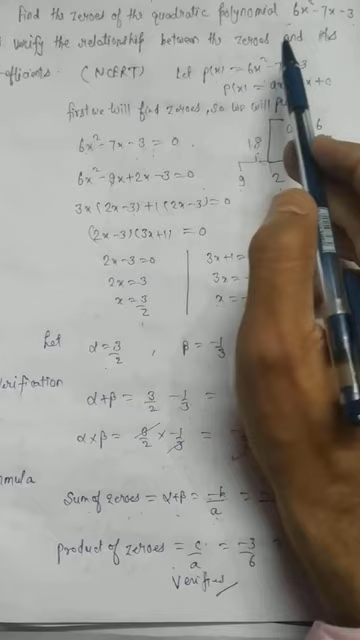 Find the zeroes of the quadratic polynomial 6x²-7x-3
verify the relationship between the zeroes and its
(NCERT) Let p(x) = 6x²-7
p(x) = ax
first we will find zeroes, so we will
6x²-7x-3=0
18 6
6x²-9x+2x-3=0
9 2
3x(2x-3)+1(2x-3)=0
(2x-3)(3x+1) = 0
2x-3=0 3x+1=
2x=3 3x=-
x=3/2 x=-
Let α=3/2 , β=-1/3
α+β = 3/2 -1/3 =
α×β = 3/2 × -1/3 =
Sum of zeroes = α+β = -b/a =
product of zeroes = c/a = -3/6
Verified